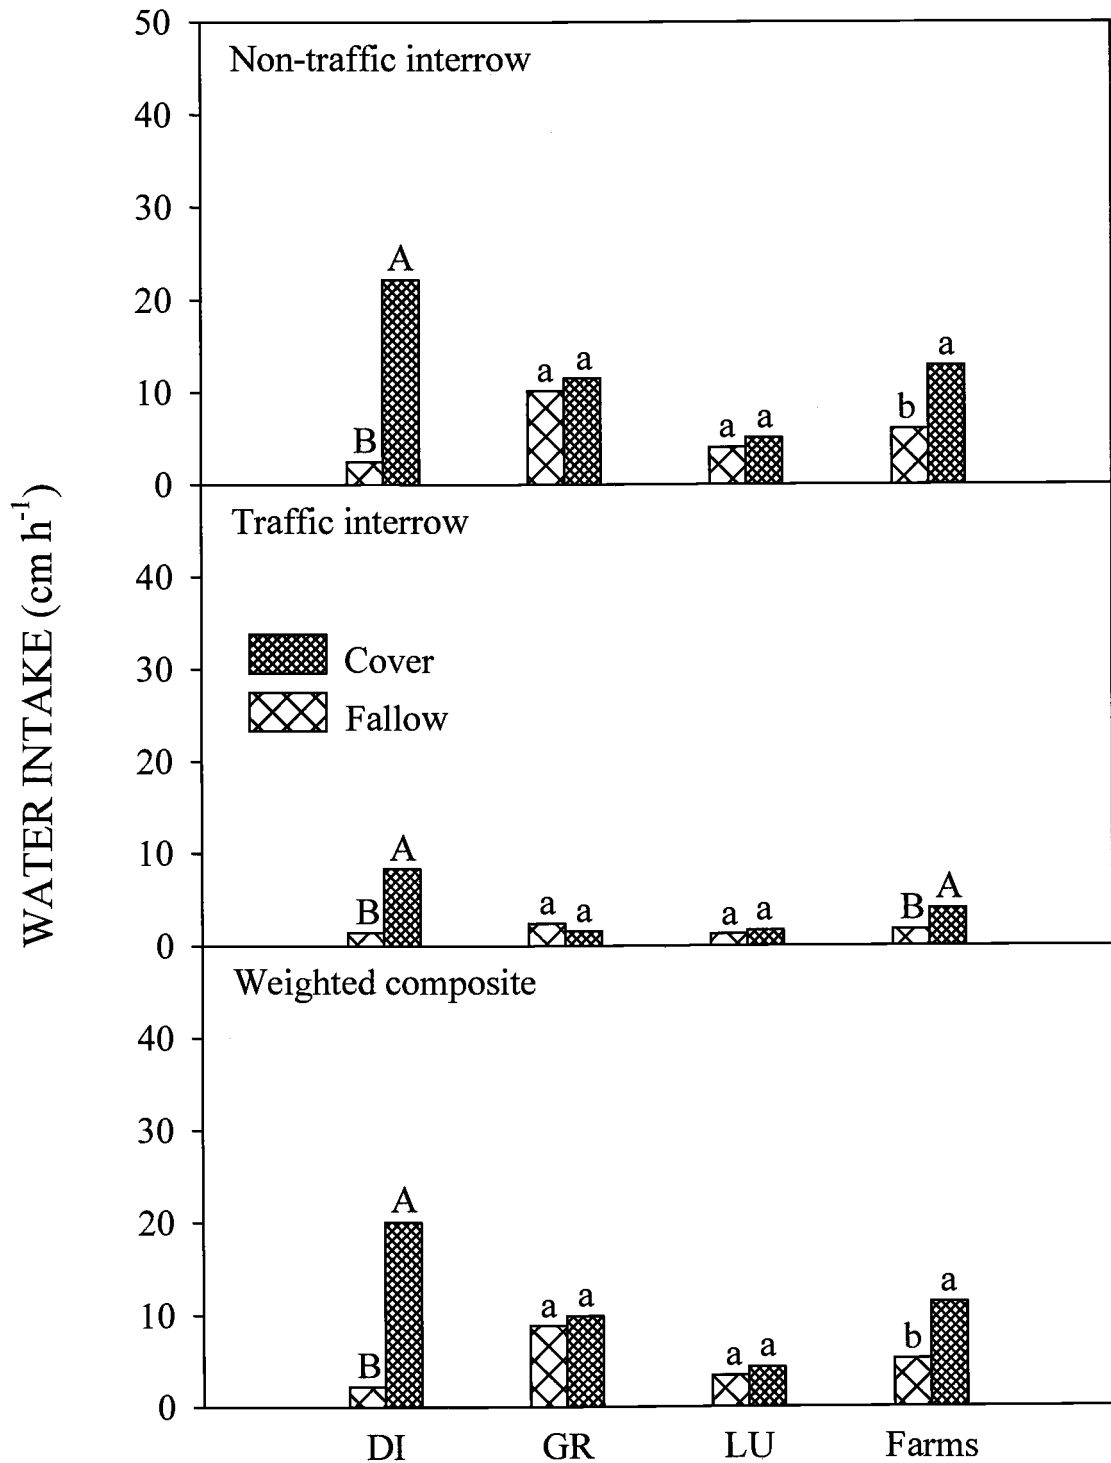 WATER INTAKE (cm h⁻¹)
50
Non-traffic interrow
40
30
20
10
0
A
B
a a
a a
b a
Traffic interrow
40
30
20
10
0
Cover
Fallow
B A
a a
a a
B A
Weighted composite
40
30
20
10
0
B A
a a
a a
b a
DI GR LU Farms